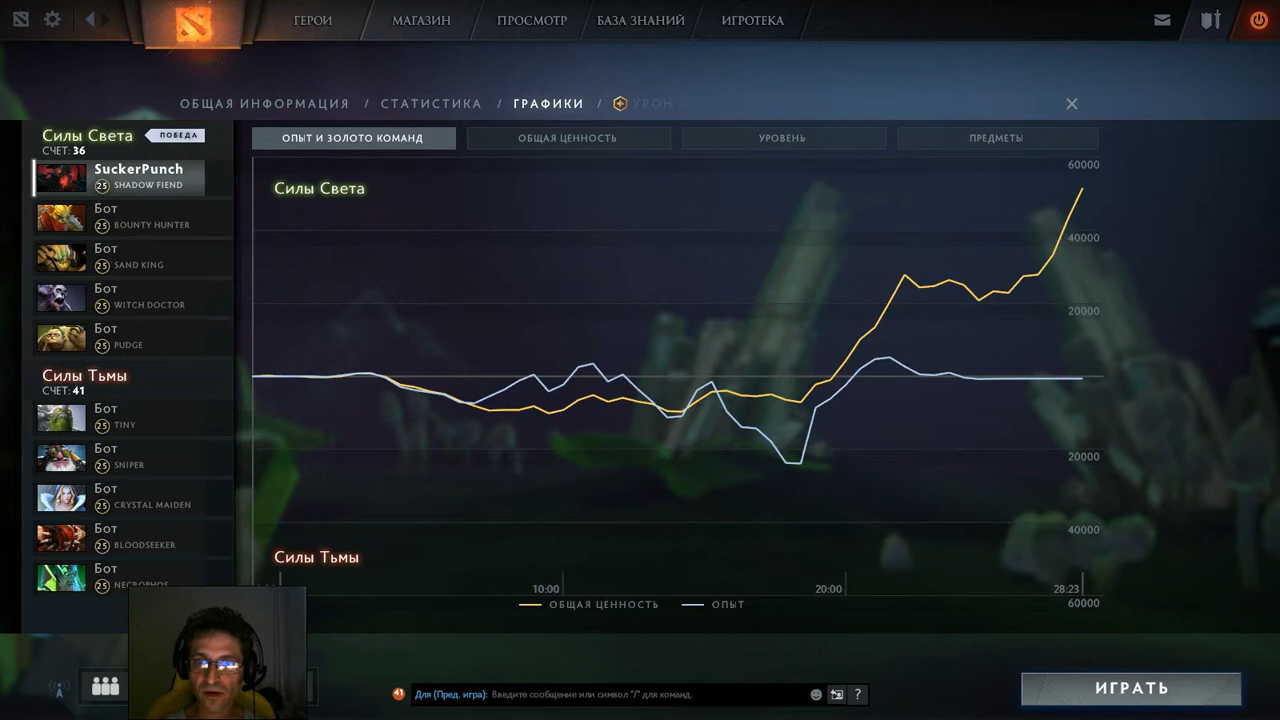 ГЕРОИ
МАГАЗИН
ПРОСМОТР
БАЗА ЗНАНИЙ
ИГРОТЕКА
ОБЩАЯ ИНФОРМАЦИЯ / СТАТИСТИКА / ГРАФИКИ / УРОН
Силы Света ПОБЕДА
СЧЕТ: 36
SuckerPunch
25 SHADOW FIEND
Бот
25 BOUNTY HUNTER
Бот
25 SAND KING
Бот
25 WITCH DOCTOR
Бот
25 PUDGE
Силы Тьмы
СЧЕТ: 41
Бот
25 TINY
Бот
25 SNIPER
Бот
25 CRYSTAL MAIDEN
Бот
25 BLOODSEEKER
Бот
25 NECROPHOS
ОПЫТ И ЗОЛОТО КОМАНД
ОБЩАЯ ЦЕННОСТЬ
УРОВЕНЬ
ПРЕДМЕТЫ
Силы Света
60000
40000
20000
20000
40000
60000
Силы Тьмы
10:00
20:00
28:23
ОБЩАЯ ЦЕННОСТЬ
ОПЫТ
41 Для (Пред. игра): Введите сообщение или символ "/" для команд.
?
ИГРАТЬ